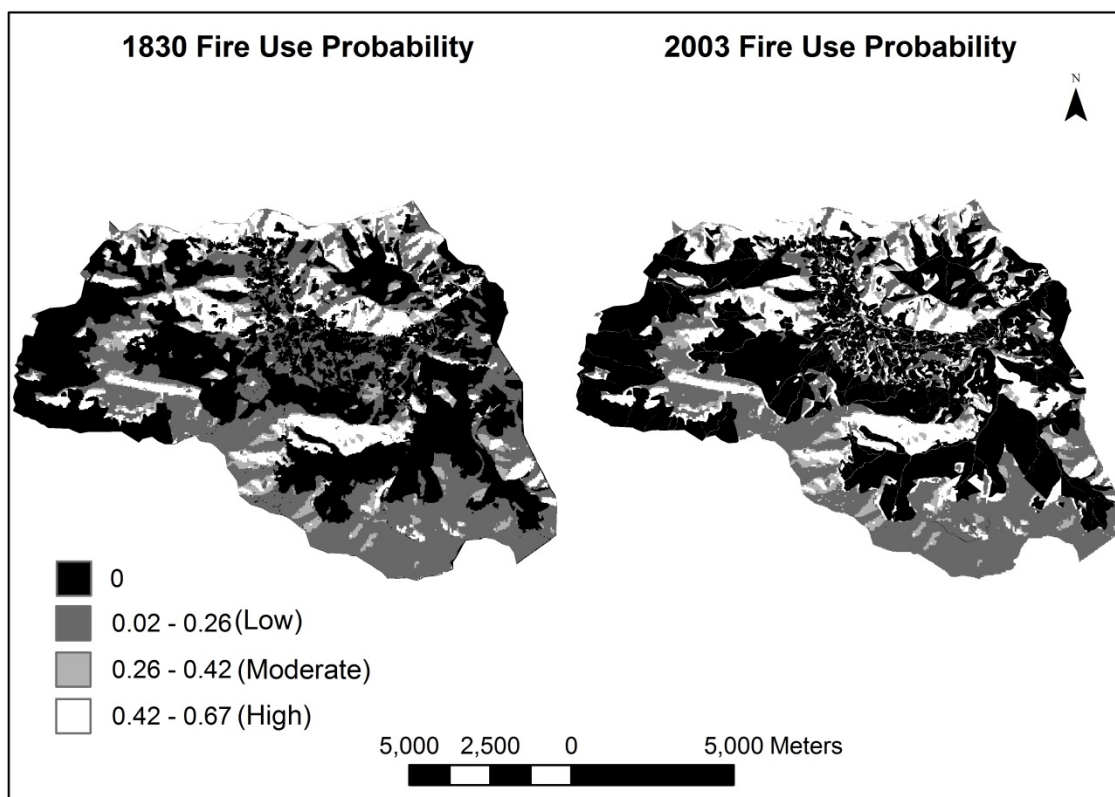 1830 Fire Use Probability
2003 Fire Use Probability
N
0
0.02 - 0.26 (Low)
0.26 - 0.42 (Moderate)
0.42 - 0.67 (High)
5,000 2,500 0 5,000 Meters